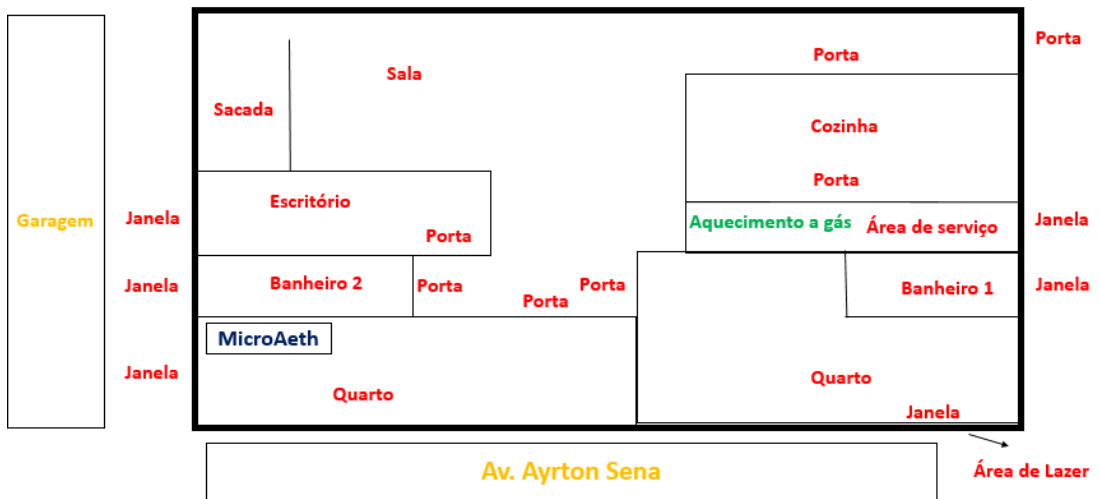 Porta
Porta
Sala
Sacada
Cozinha
Porta
Escritório
Garagem
Janela
Aquecimento a gás
Área de serviço
Janela
Porta
Janela
Banheiro 2
Porta
Porta
Porta
Banheiro 1
Janela
MicroAeth
Janela
Quarto
Quarto
Janela
Av. Ayrton Sena
Área de Lazer